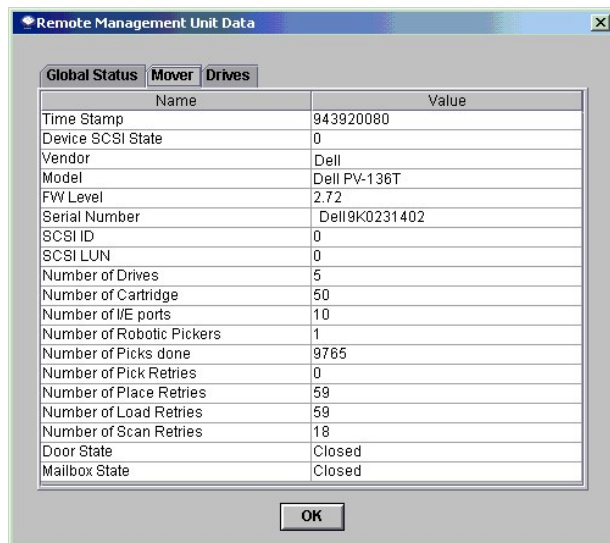 Remote Management Unit Data
Global Status Mover Drives
Name Value
Time Stamp 943920080
Device SCSI State 0
Vendor Dell
Model Dell PV-136T
FW Level 2.72
Serial Number Dell9K0231402
SCSI ID 0
SCSI LUN 0
Number of Drives 5
Number of Cartridge 50
Number of I/E ports 10
Number of Robotic Pickers 1
Number of Picks done 9765
Number of Pick Retries 0
Number of Place Retries 59
Number of Load Retries 59
Number of Scan Retries 18
Door State Closed
Mailbox State Closed
OK